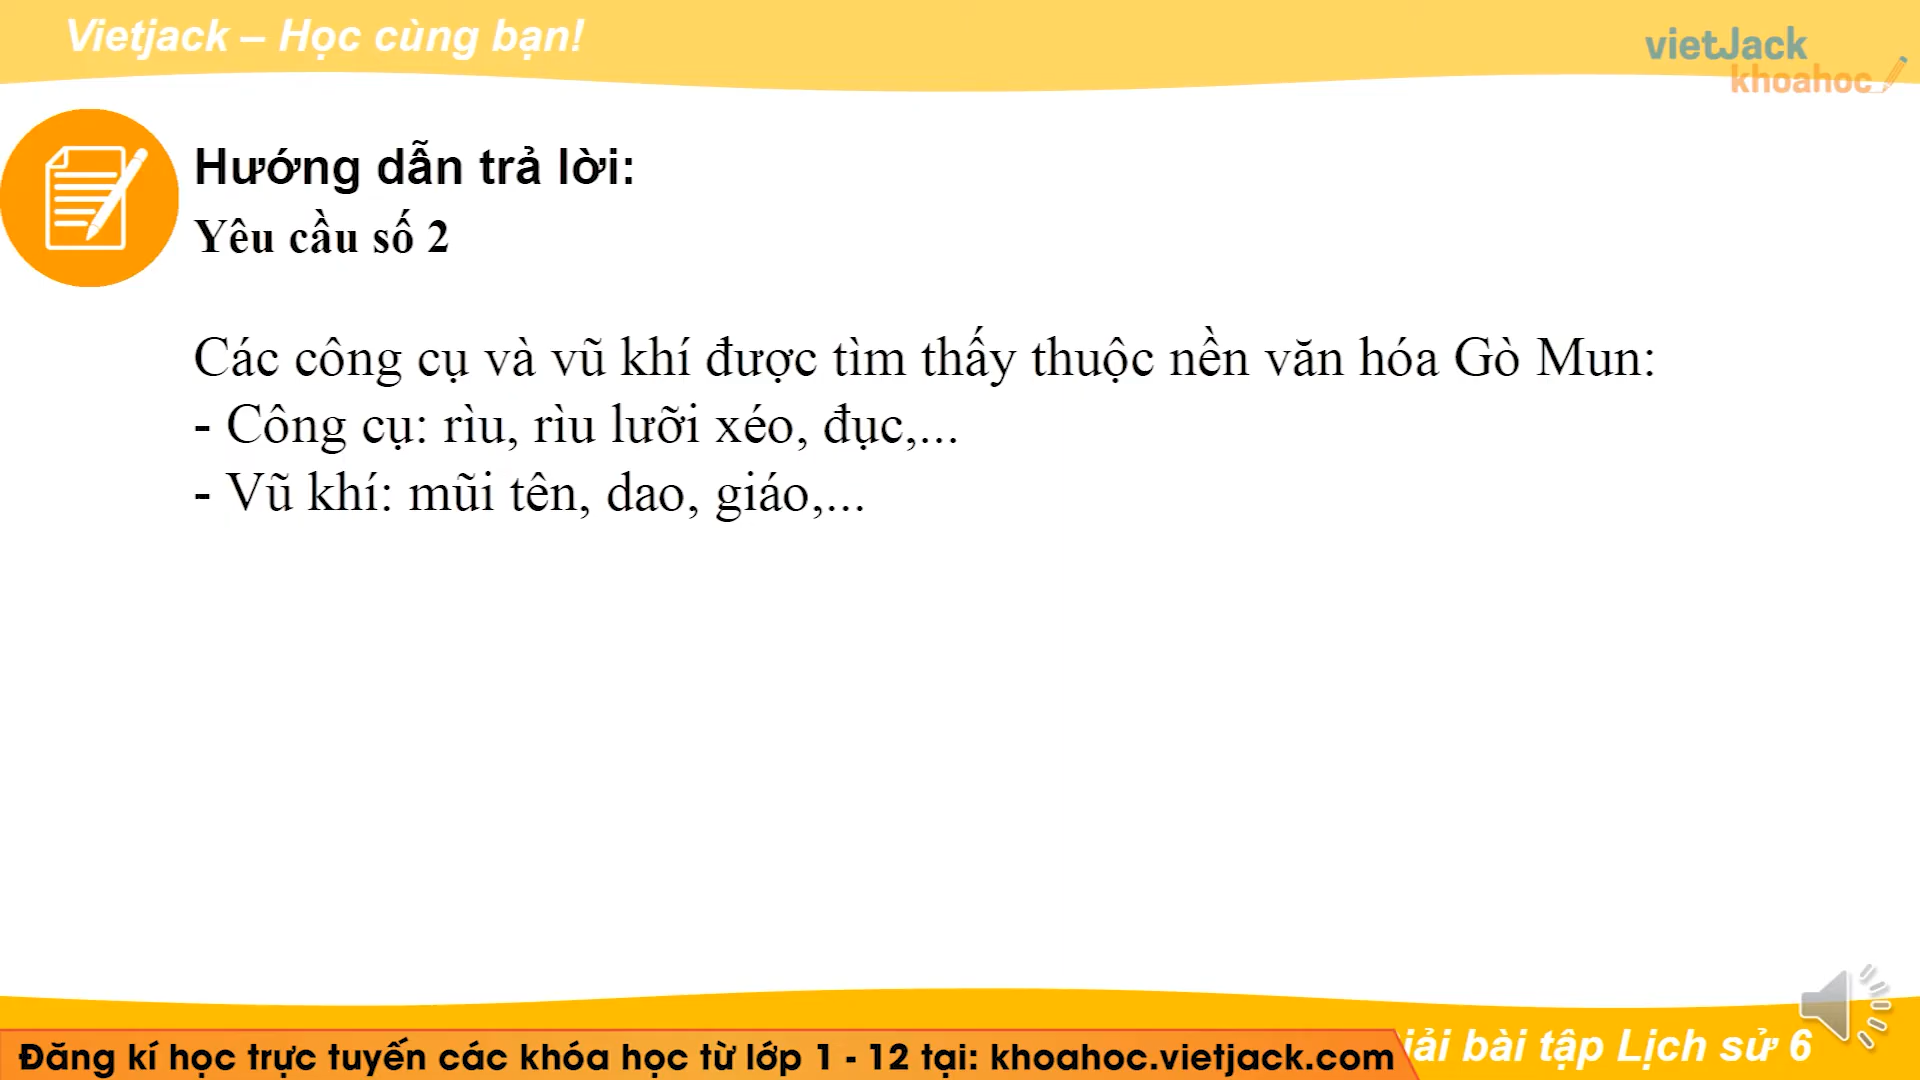 Vietjack – Học cùng bạn!
vietJack
khoahoc
Hướng dẫn trả lời:
Yêu cầu số 2
Các công cụ và vũ khí được tìm thấy thuộc nền văn hóa Gò Mun:
- Công cụ: rìu, rìu lưỡi xéo, đục,...
- Vũ khí: mũi tên, dao, giáo,...
Đăng kí học trực tuyến các khóa học từ lớp 1 - 12 tại: khoahoc.vietjack.com
iải bài tập Lịch sử 6